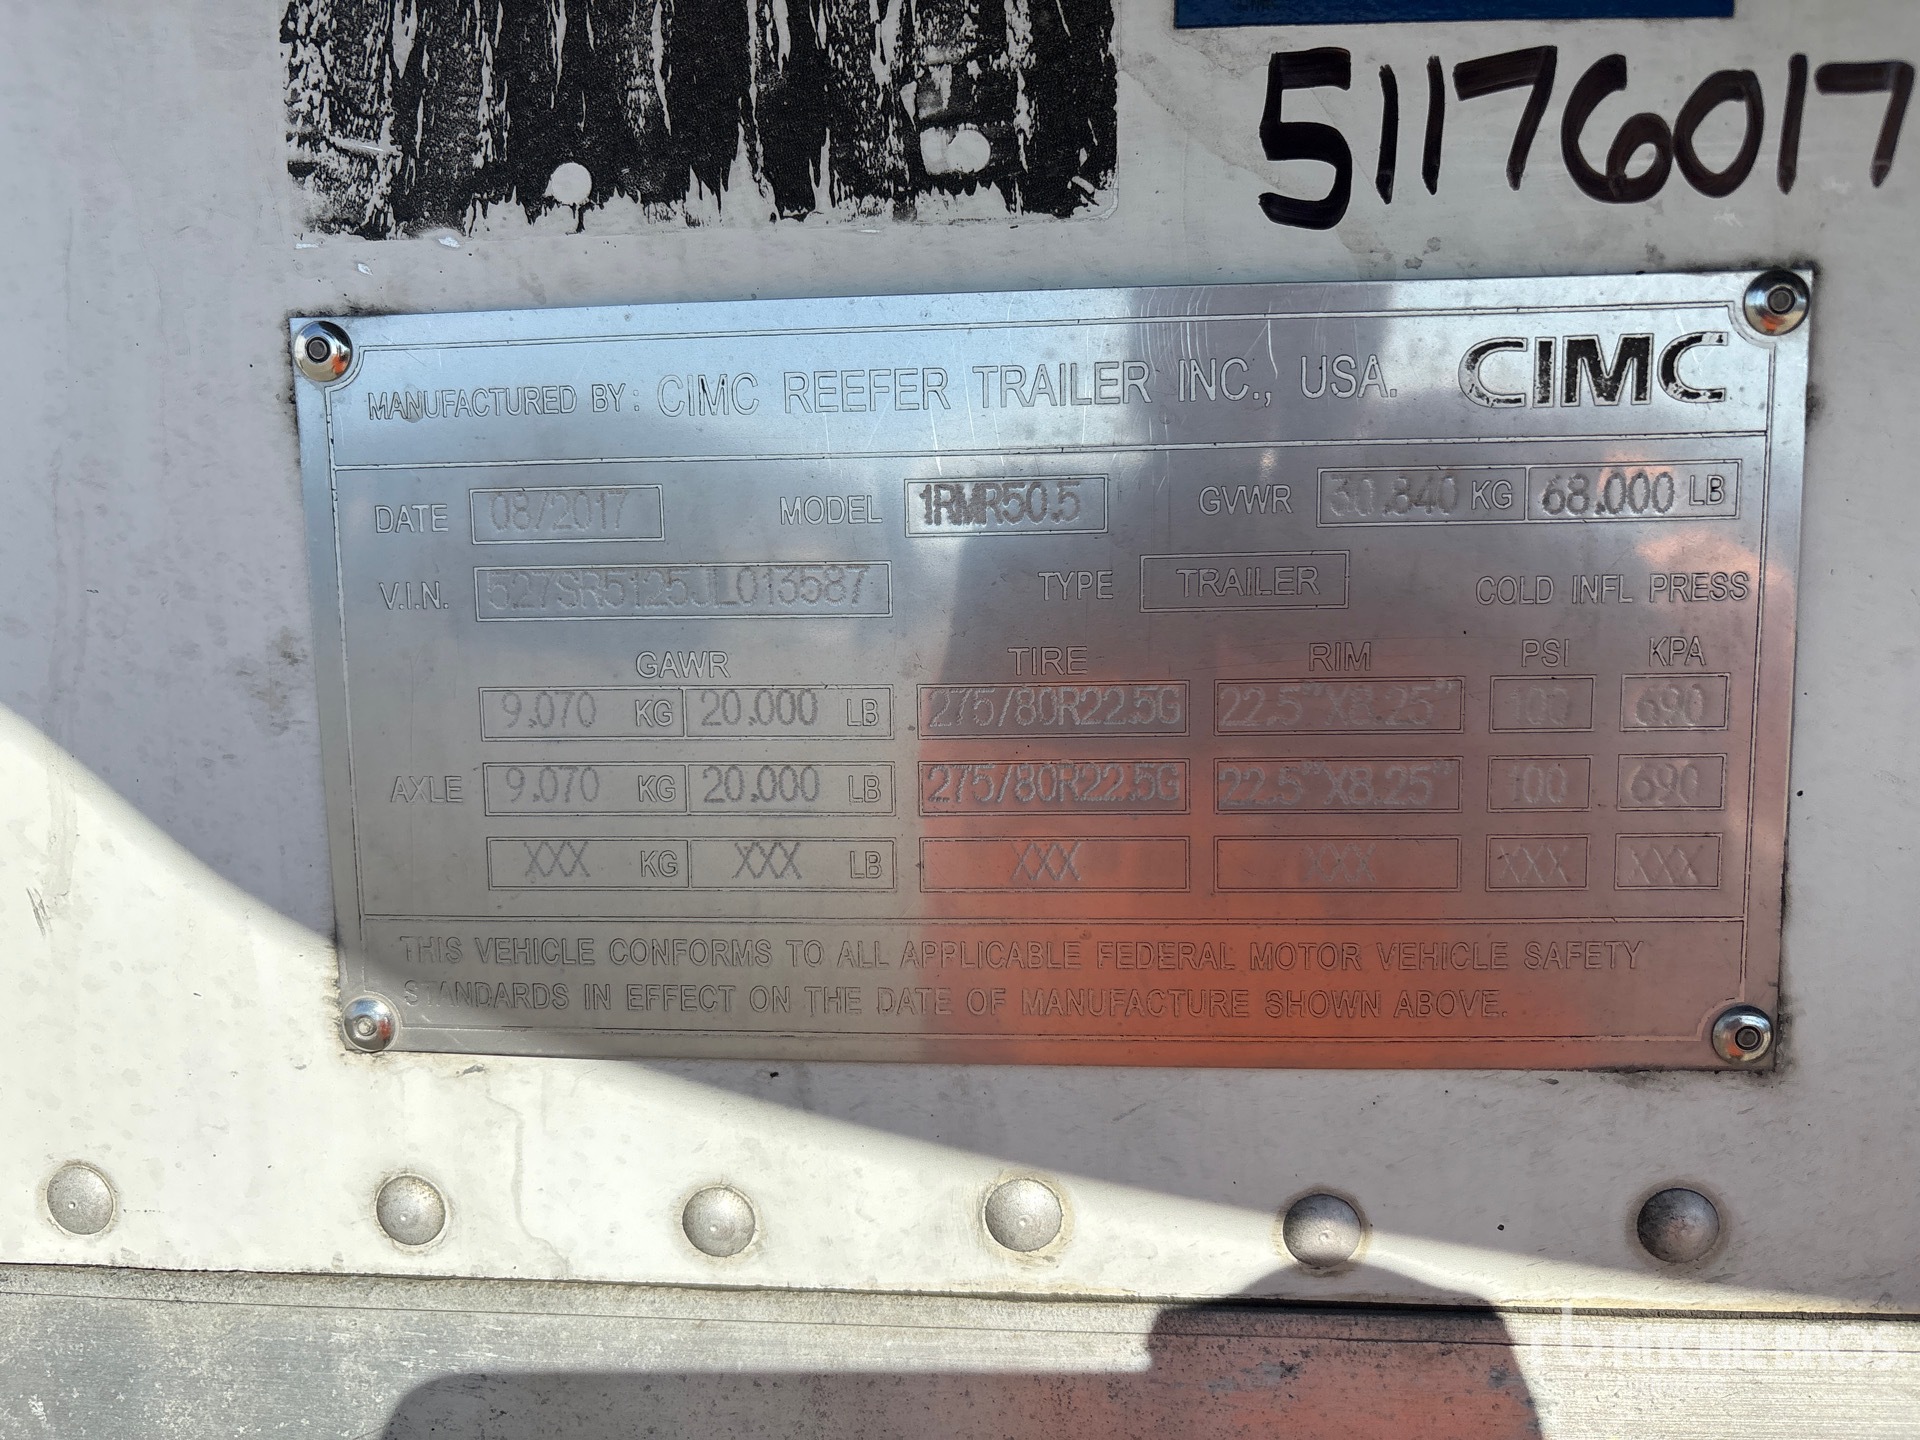 51176017
MANUFACTURED BY: CIMC REEFER TRAILER INC., USA. CIMC
DATE 08/2017 MODEL 1RMR50.5 GVWR 30,840 KG 68,000 LB
V.I.N. 527SR5125JL013587 TYPE TRAILER COLD INFL PRESS
GAWR TIRE RIM PSI KPA
9,070 KG 20,000 LB 275/80R22.5G 22.5"X8.25" 100 690
AXLE 9,070 KG 20,000 LB 275/80R22.5G 22.5"X8.25" 100 690
XXX KG XXX LB XXX XXX XXX XXX
THIS VEHICLE CONFORMS TO ALL APPLICABLE FEDERAL MOTOR VEHICLE SAFETY
STANDARDS IN EFFECT ON THE DATE OF MANUFACTURE SHOWN ABOVE.
rb RITCHIE BROS